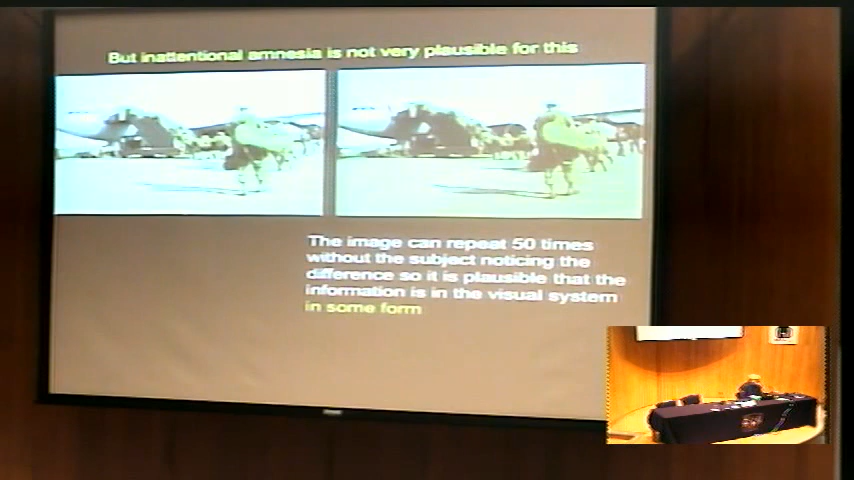 But inattentional amnesia is not very plausible for this
The image can repeat 50 times
without the subject noticing the
difference so it is plausible that the
information is in the visual system
in some form